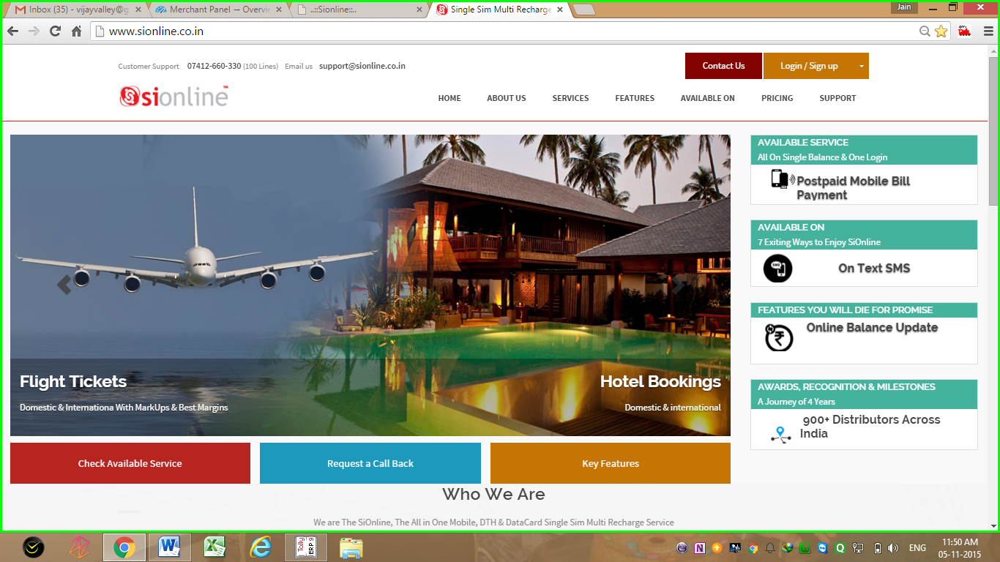 Inbox (35) - vijayvalley@g
Merchant Panel → Overvie
..::Sionline::..
Single Sim Multi Recharge
Jain
www.sionline.co.in
Customer Support 07412-660-330 (100 Lines) Email us support@sionline.co.in
Contact Us
Login / Sign up
sionline™
HOME
ABOUT US
SERVICES
FEATURES
AVAILABLE ON
PRICING
SUPPORT
Flight Tickets
Domestic & Internationa With MarkUps & Best Margins
Hotel Bookings
Domestic & international
AVAILABLE SERVICE
All On Single Balance & One Login
Postpaid Mobile Bill
Payment
AVAILABLE ON
7 Exiting Ways to Enjoy SiOnline
SMS
On Text SMS
FEATURES YOU WILL DIE FOR PROMISE
₹
Online Balance Update
AWARDS, RECOGNITION & MILESTONES
A Journey of 4 Years
900+ Distributors Across
India
Check Available Service
Request a Call Back
Key Features
Who We Are
We are The SiOnline, The All in One Mobile, DTH & DataCard Single Sim Multi Recharge Service
Tally
ERP 9
ENG
11:50 AM
05-11-2015